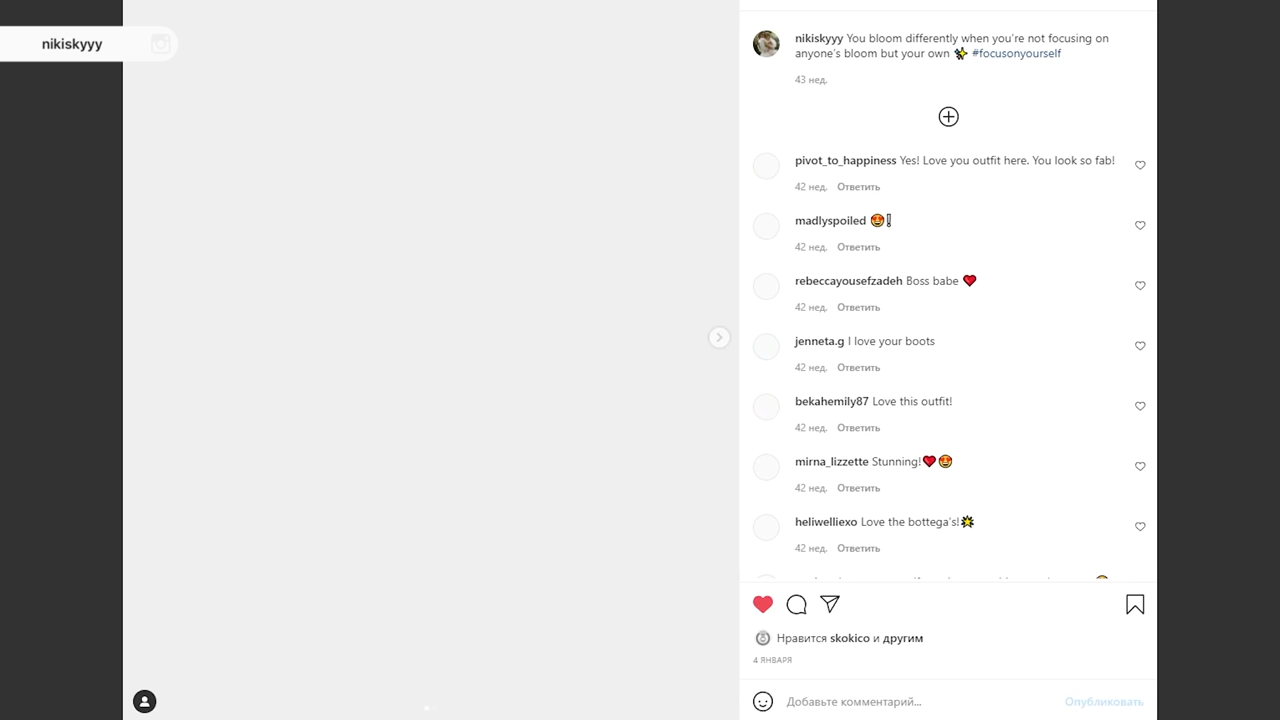 nikiskyyy
nikiskyyy You bloom differently when you're not focusing on
anyone's bloom but your own ✨ #focusonyourself
43 нед.
pivot_to_happiness Yes! Love you outfit here. You look so fab!
42 нед. Ответить
madlyspoiled 😍❕
42 нед. Ответить
rebeccayousefzadeh Boss babe ❤️
42 нед. Ответить
jenneta.g I love your boots
42 нед. Ответить
bekahemily87 Love this outfit!
42 нед. Ответить
mirna_lizzette Stunning!❤️😍
42 нед. Ответить
heliwelliexo Love the bottega's!🌟
42 нед. Ответить
Нравится skokico и другим
4 ЯНВАРЯ
Добавьте комментарий...
Опубликовать